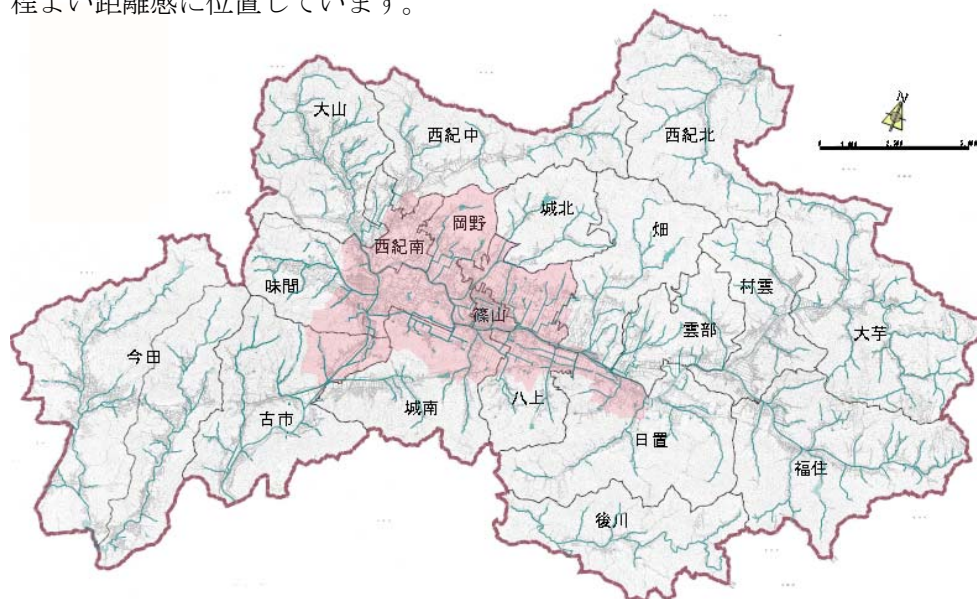 程よい距離感に位置しています。
大山
西紀中
西紀北
N
岡野
城北
畑
西紀南
味間
村雲
篠山
雲部
大芋
今田
古市
城南
八上
日置
福住
後川